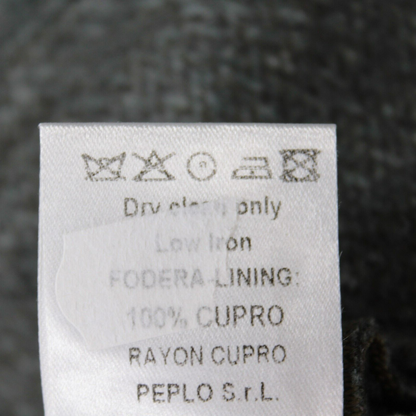 Dry clean only
Low Iron
FODERA-LINING:
100% CUPRO
RAYON CUPRO
PEPLO S.r.L.